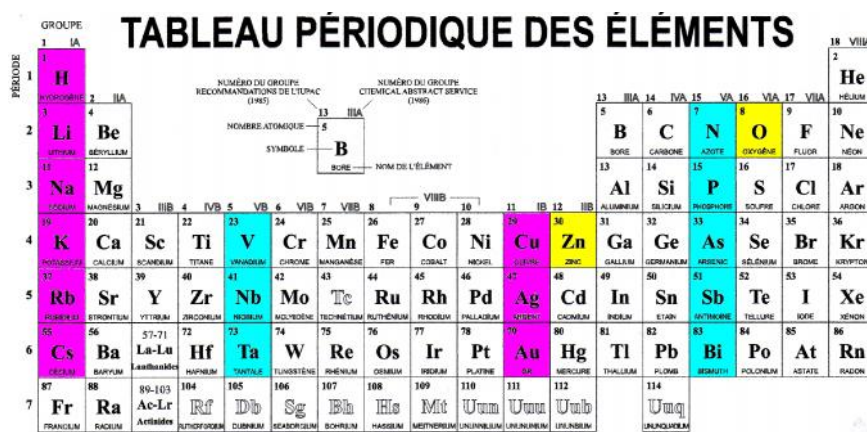 TABLEAU PÉRIODIQUE DES ÉLÉMENTS
GROUPE
1 IA
18 VIIIA
PÉRIODE
NUMÉRO DU GROUPE
RECOMMANDATIONS DE L'IUPAC
(1985)
NUMÉRO DU GROUPE
CHEMICAL ABSTRACT SERVICE
(1986)
13 IIIA
5
B
BORE
NOMBRE ATOMIQUE
SYMBOLE
NOM DE L'ÉLÉMENT
1
1 H HYDROGÈNE
2 He HÉLIUM
2 IIA
13 IIIA 14 IVA 15 VA 16 VIA 17 VIIA
2
3 Li LITHIUM 4 Be BÉRYLLIUM 5 B BORE 6 C CARBONE 7 N AZOTE 8 O OXYGÈNE 9 F FLUOR 10 Ne NÉON
3
11 Na SODIUM 12 Mg MAGNÉSIUM 13 Al ALUMINIUM 14 Si SILICIUM 15 P PHOSPHORE 16 S SOUFRE 17 Cl CHLORE 18 Ar ARGON
3 IIIB 4 IVB 5 VB 6 VIB 7 VIIB 8 9 VIIIB 10 11 IB 12 IIB
4
19 K POTASSIUM 20 Ca CALCIUM 21 Sc SCANDIUM 22 Ti TITANE 23 V VANADIUM 24 Cr CHROME 25 Mn MANGANÈSE 26 Fe FER 27 Co COBALT 28 Ni NICKEL 29 Cu CUIVRE 30 Zn ZINC 31 Ga GALLIUM 32 Ge GERMANIUM 33 As ARSENIC 34 Se SÉLÉNIUM 35 Br BROME 36 Kr KRYPTON
5
37 Rb RUBIDIUM 38 Sr STRONTIUM 39 Y YTTRIUM 40 Zr ZIRCONIUM 41 Nb NIOBIUM 42 Mo MOLYBDÈNE 43 Tc TECHNÉTIUM 44 Ru RUTHÉNIUM 45 Rh RHODIUM 46 Pd PALLADIUM 47 Ag ARGENT 48 Cd CADMIUM 49 In INDIUM 50 Sn ETAIN 51 Sb ANTIMOINE 52 Te TELLURE 53 I IODE 54 Xe XÉNON
6
55 Cs CÉSIUM 56 Ba BARYUM 57-71 La-Lu Lanthanides 72 Hf HAFNIUM 73 Ta TANTALE 74 W TUNGSTÈNE 75 Re RHÉNIUM 76 Os OSMIUM 77 Ir IRIDIUM 78 Pt PLATINE 79 Au OR 80 Hg MERCURE 81 Tl THALLIUM 82 Pb PLOMB 83 Bi BISMUTH 84 Po POLONIUM 85 At ASTATE 86 Rn RADON
7
87 Fr FRANCIUM 88 Ra RADIUM 89-103 Ac-Lr Actinides 104 Rf RUTHERFORDIUM 105 Db DUBNIUM 106 Sg SEABORGIUM 107 Bh BOHRIUM 108 Hs HASSIUM 109 Mt MEITNERIUM 110 Uun UNUNNILIUM 111 Uuu UNUNUNIUM 112 Uub UNUNBIUM 114 Uuq UNUNQUADIUM